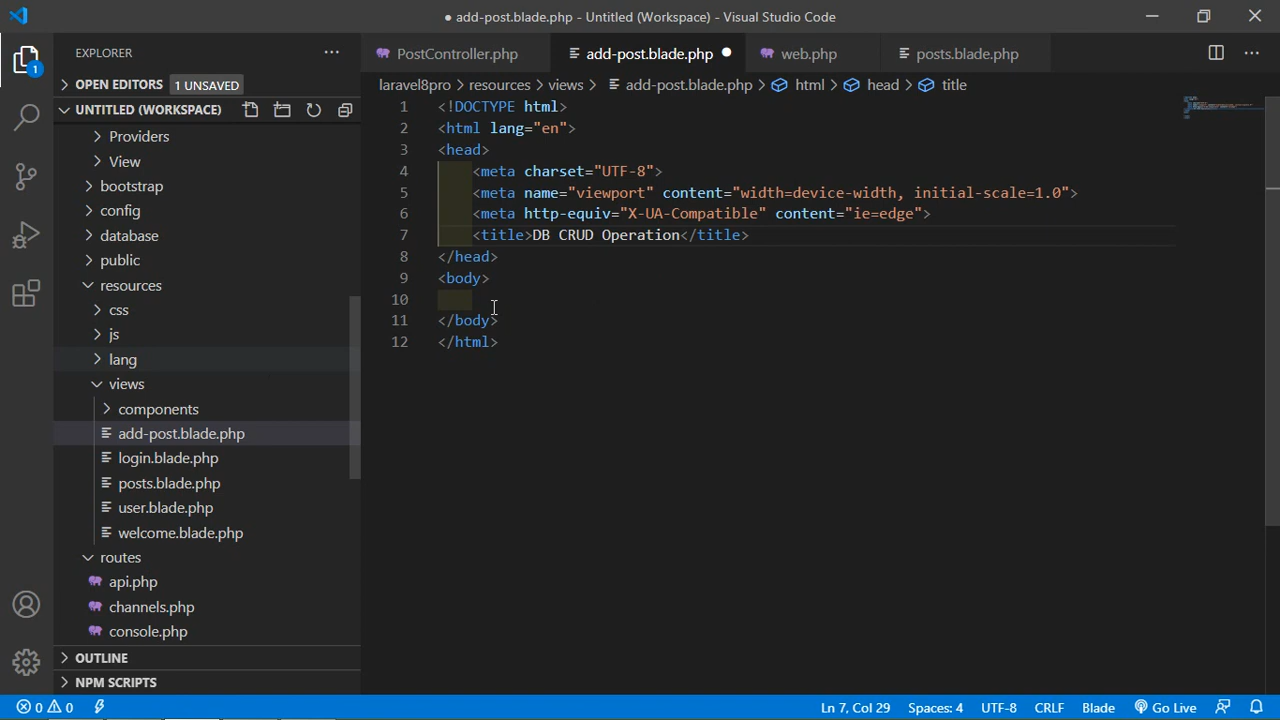 ● add-post.blade.php - Untitled (Workspace) - Visual Studio Code
EXPLORER
PostController.php
add-post.blade.php ●
web.php
posts.blade.php
1
OPEN EDITORS 1 UNSAVED
laravel8pro > resources > views > add-post.blade.php > html > head > title
UNTITLED (WORKSPACE)
Providers
View
bootstrap
config
database
public
resources
css
js
lang
views
components
add-post.blade.php
login.blade.php
posts.blade.php
user.blade.php
welcome.blade.php
routes
api.php
channels.php
console.php
OUTLINE
NPM SCRIPTS
1 <!DOCTYPE html>
2 <html lang="en">
3 <head>
4 <meta charset="UTF-8">
5 <meta name="viewport" content="width=device-width, initial-scale=1.0">
6 <meta http-equiv="X-UA-Compatible" content="ie=edge">
7 <title>DB CRUD Operation</title>
8 </head>
9 <body>
10
11 </body>
12 </html>
0 0 Ln 7, Col 29 Spaces: 4 UTF-8 CRLF Blade Go Live